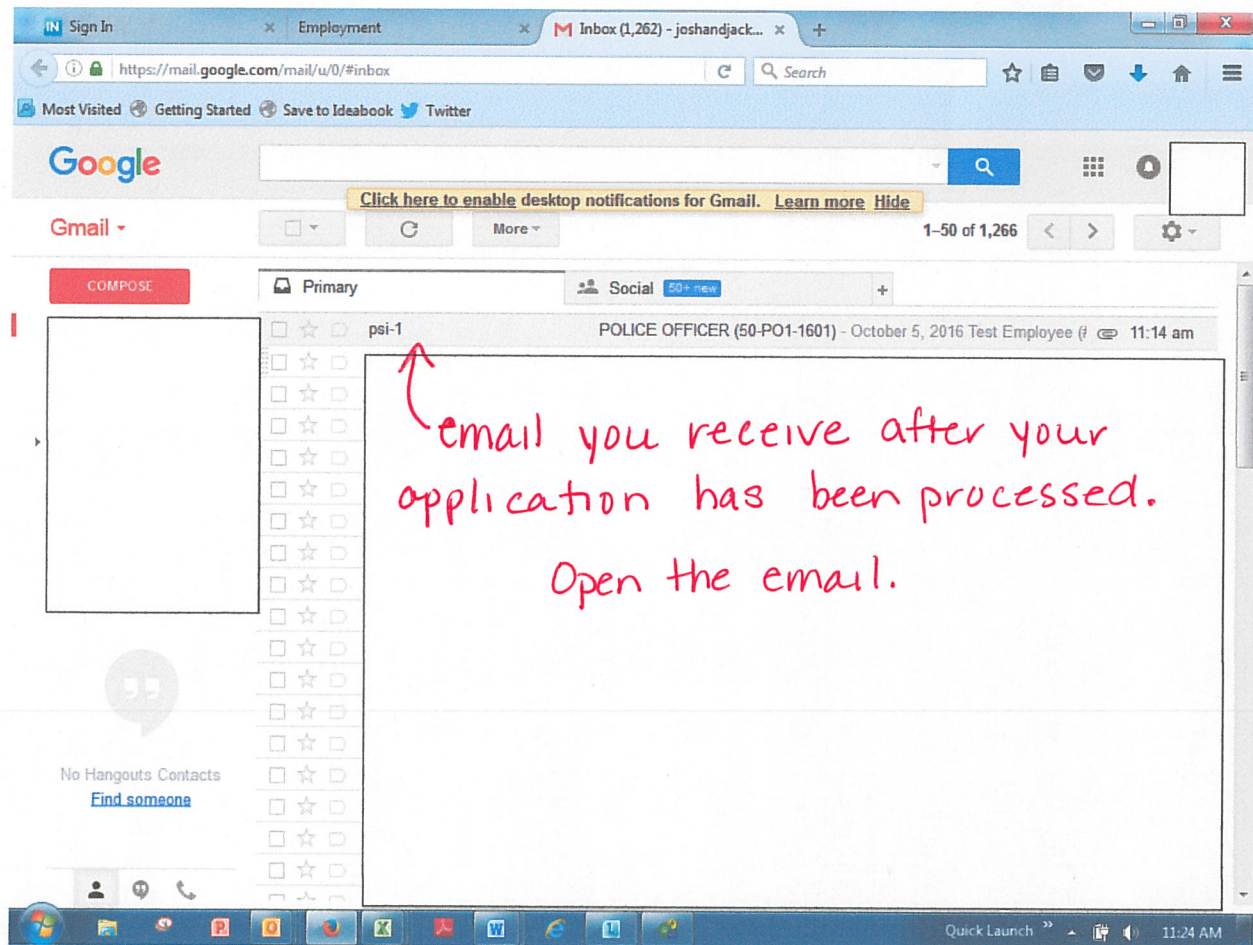 IN Sign In × Employment × M Inbox (1,262) - joshandjack... × +
https://mail.google.com/mail/u/0/#inbox Search
Most Visited Getting Started Save to Ideabook Twitter
Google
Click here to enable desktop notifications for Gmail. Learn more Hide
Gmail More 1–50 of 1,266
COMPOSE Primary Social 50+ new +
psi-1 POLICE OFFICER (50-PO1-1601) - October 5, 2016 Test Employee ( 11:14 am
email you receive after your
application has been processed.
Open the email.
No Hangouts Contacts
Find someone
Quick Launch » 11:24 AM